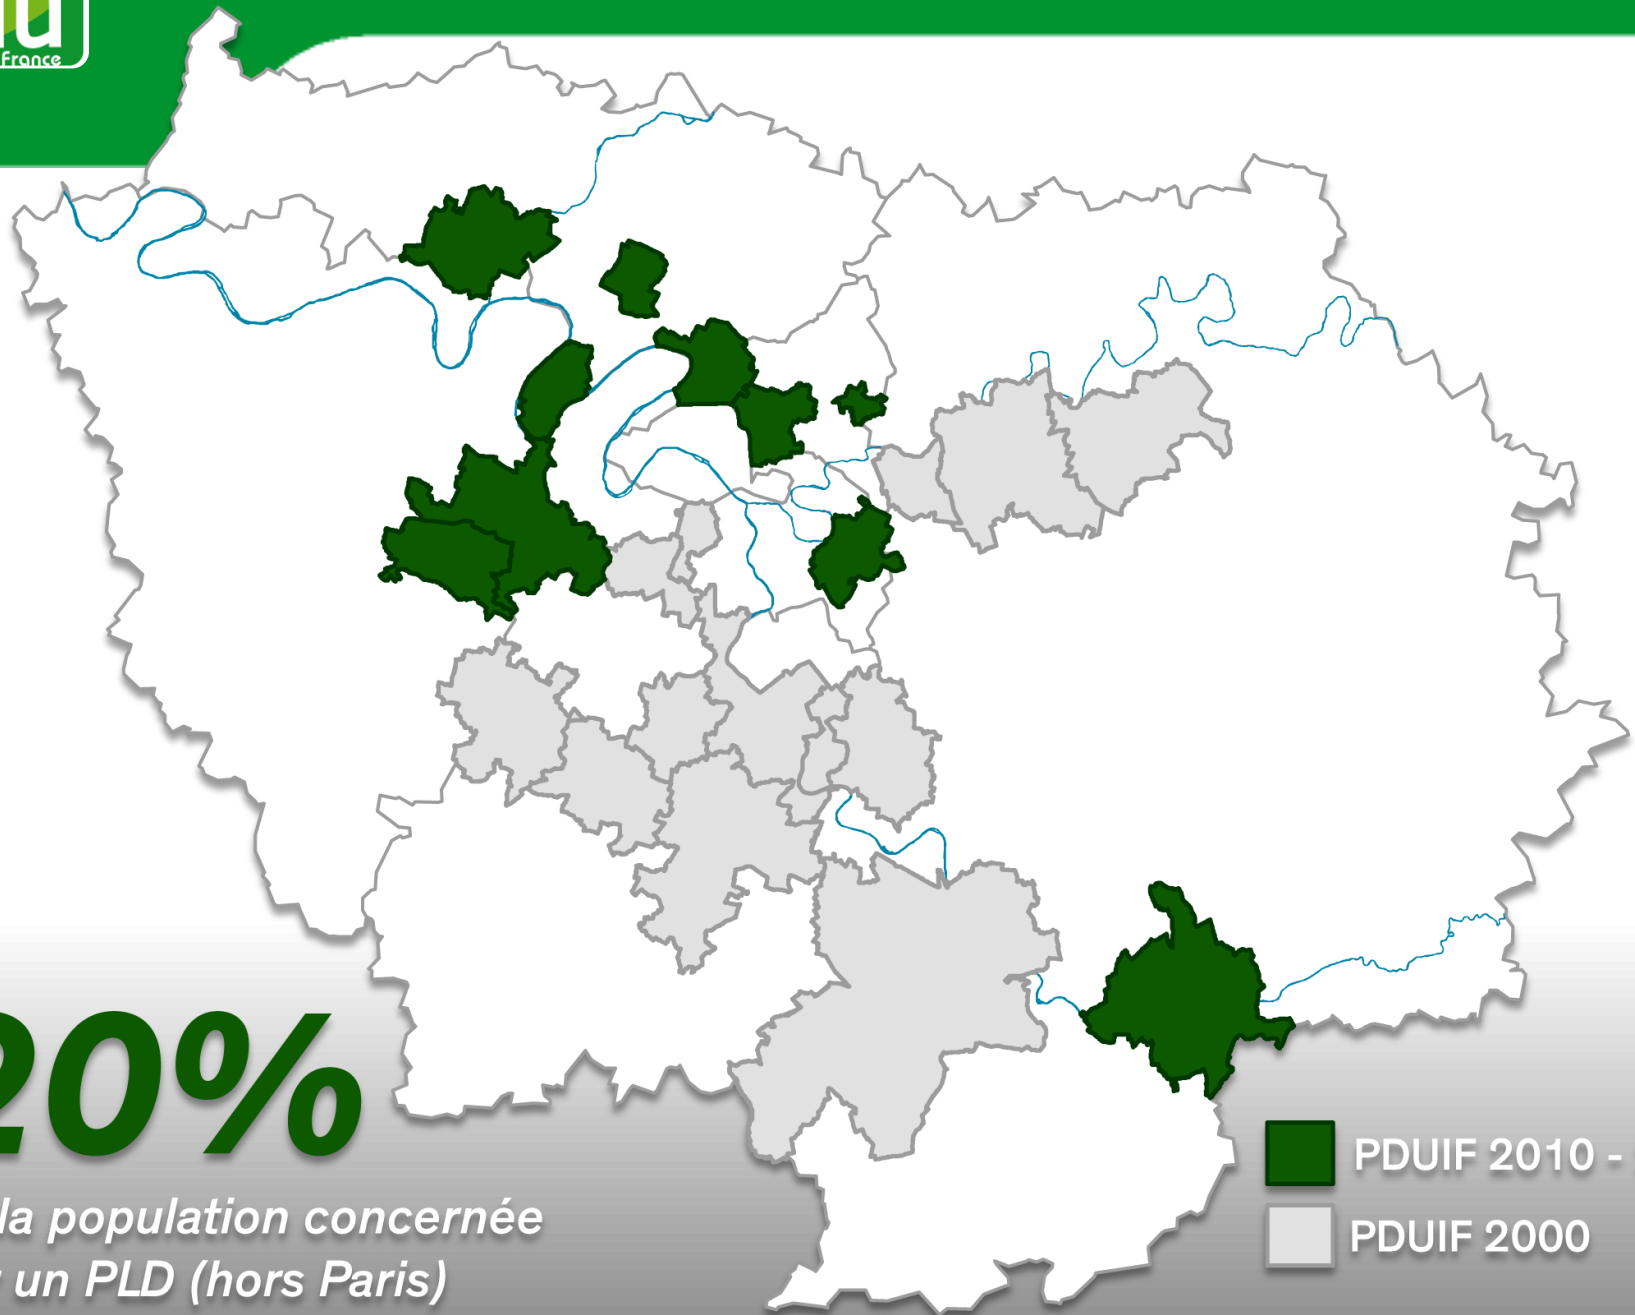 France
20%
la population concernée
un PLD (hors Paris)
PDUIF 2010 -
PDUIF 2000